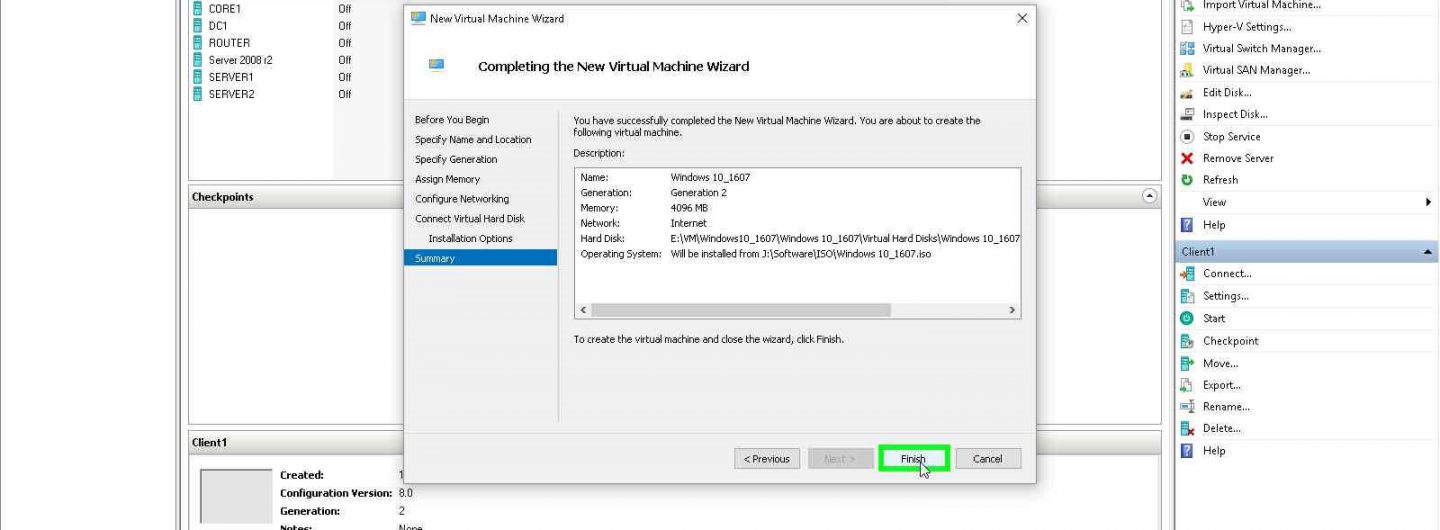 CORE1 Off
DC1 Off
ROUTER Off
Server 2008 r2 Off
SERVER1 Off
SERVER2 Off
Checkpoints
Client1
Created: 1
Configuration Version: 8.0
Generation: 2
Notes: None
New Virtual Machine Wizard
Completing the New Virtual Machine Wizard
Before You Begin
Specify Name and Location
Specify Generation
Assign Memory
Configure Networking
Connect Virtual Hard Disk
Installation Options
Summary
You have successfully completed the New Virtual Machine Wizard. You are about to create the
following virtual machine.
Description:
Name: Windows 10_1607
Generation: Generation 2
Memory: 4096 MB
Network: Internet
Hard Disk: E:\VM\Windows10_1607\Windows 10_1607\Virtual Hard Disks\Windows 10_1607
Operating System: Will be installed from J:\Software\ISO\Windows 10_1607.iso
To create the virtual machine and close the wizard, click Finish.
< Previous Next > Finish Cancel
Import Virtual Machine...
Hyper-V Settings...
Virtual Switch Manager...
Virtual SAN Manager...
Edit Disk...
Inspect Disk...
Stop Service
Remove Server
Refresh
View
Help
Client1
Connect...
Settings...
Start
Checkpoint
Move...
Export...
Rename...
Delete...
Help